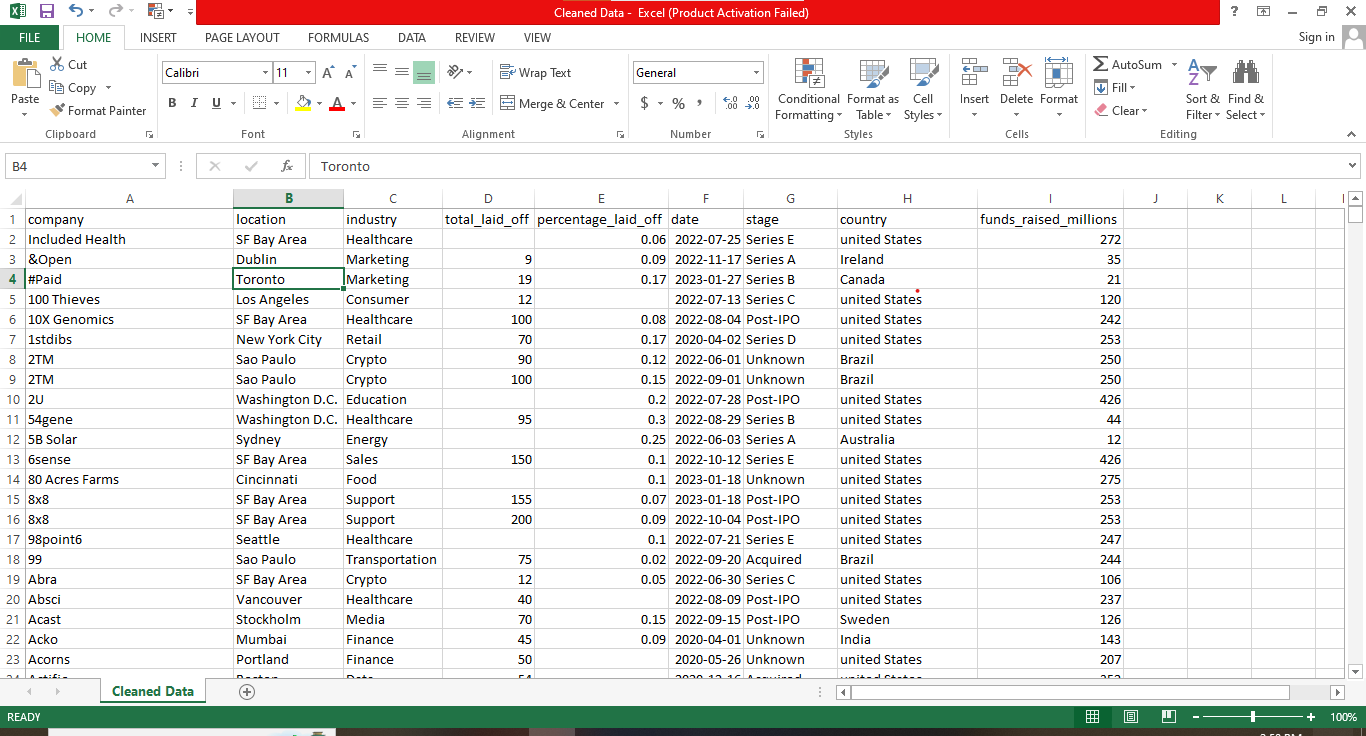 Cleaned Data - Excel (Product Activation Failed)
?
FILE HOME INSERT PAGE LAYOUT FORMULAS DATA REVIEW VIEW Sign in
Paste Cut Copy Format Painter
Calibri 11 A A B I U A
Wrap Text Merge & Center
General $ % , .00 .00
Conditional Formatting Format as Table Cell Styles
Insert Delete Format
AutoSum Fill Clear Sort & Filter Find & Select
Clipboard Font Alignment Number Styles Cells Editing
B4 fx Toronto
A B C D E F G H I J K L
1 company location industry total_laid_off percentage_laid_off date stage country funds_raised_millions
2 Included Health SF Bay Area Healthcare 0.06 2022-07-25 Series E united States 272
3 &Open Dublin Marketing 9 0.09 2022-11-17 Series A Ireland 35
4 #Paid Toronto Marketing 19 0.17 2023-01-27 Series B Canada 21
5 100 Thieves Los Angeles Consumer 12 2022-07-13 Series C united States 120
6 10X Genomics SF Bay Area Healthcare 100 0.08 2022-08-04 Post-IPO united States 242
7 1stdibs New York City Retail 70 0.17 2020-04-02 Series D united States 253
8 2TM Sao Paulo Crypto 90 0.12 2022-06-01 Unknown Brazil 250
9 2TM Sao Paulo Crypto 100 0.15 2022-09-01 Unknown Brazil 250
10 2U Washington D.C. Education 0.2 2022-07-28 Post-IPO united States 426
11 54gene Washington D.C. Healthcare 95 0.3 2022-08-29 Series B united States 44
12 5B Solar Sydney Energy 0.25 2022-06-03 Series A Australia 12
13 6sense SF Bay Area Sales 150 0.1 2022-10-12 Series E united States 426
14 80 Acres Farms Cincinnati Food 0.1 2023-01-18 Unknown united States 275
15 8x8 SF Bay Area Support 155 0.07 2023-01-18 Post-IPO united States 253
16 8x8 SF Bay Area Support 200 0.09 2022-10-04 Post-IPO united States 253
17 98point6 Seattle Healthcare 0.1 2022-07-21 Series E united States 247
18 99 Sao Paulo Transportation 75 0.02 2022-09-20 Acquired Brazil 244
19 Abra SF Bay Area Crypto 12 0.05 2022-06-30 Series C united States 106
20 Absci Vancouver Healthcare 40 2022-08-09 Post-IPO united States 237
21 Acast Stockholm Media 70 0.15 2022-09-15 Post-IPO Sweden 126
22 Acko Mumbai Finance 45 0.09 2020-04-01 Unknown India 143
23 Acorns Portland Finance 50 2020-05-26 Unknown united States 207
Cleaned Data
READY 100%